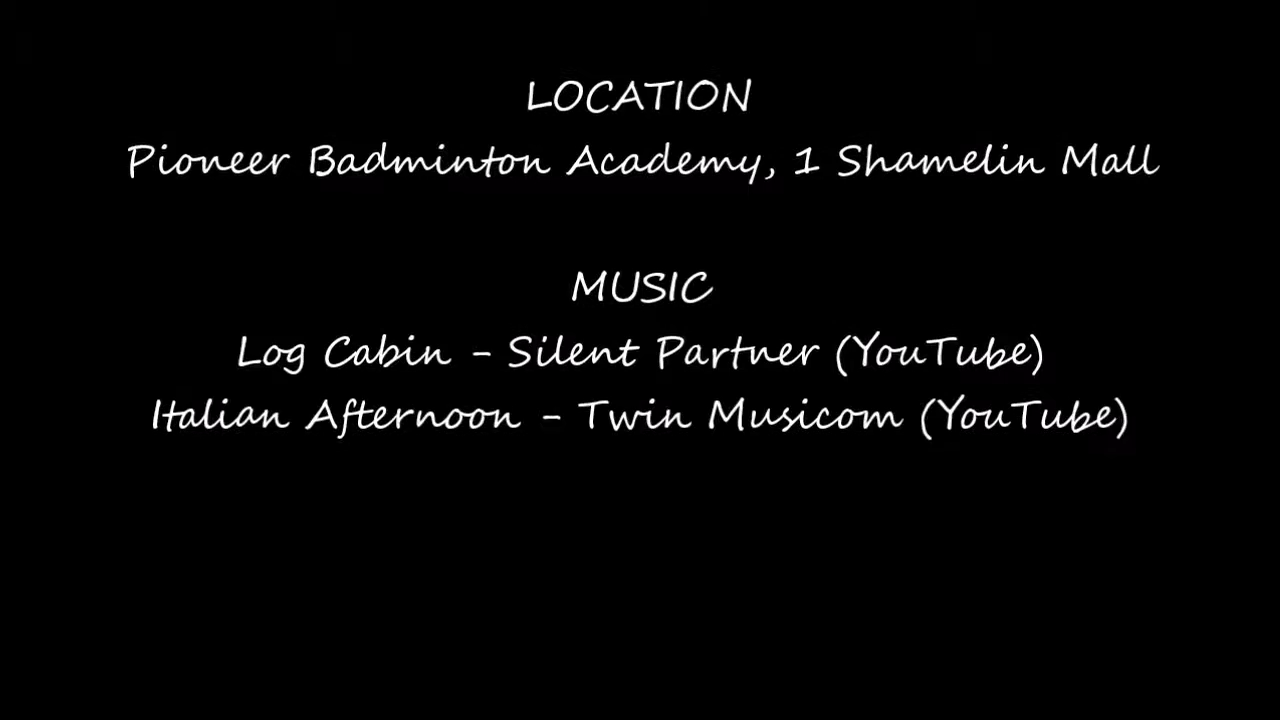 LOCATION
Pioneer Badminton Academy, 1 Shamelin Mall
MUSIC
Log Cabin - Silent Partner (YouTube)
Italian Afternoon - Twin Musicom (YouTube)